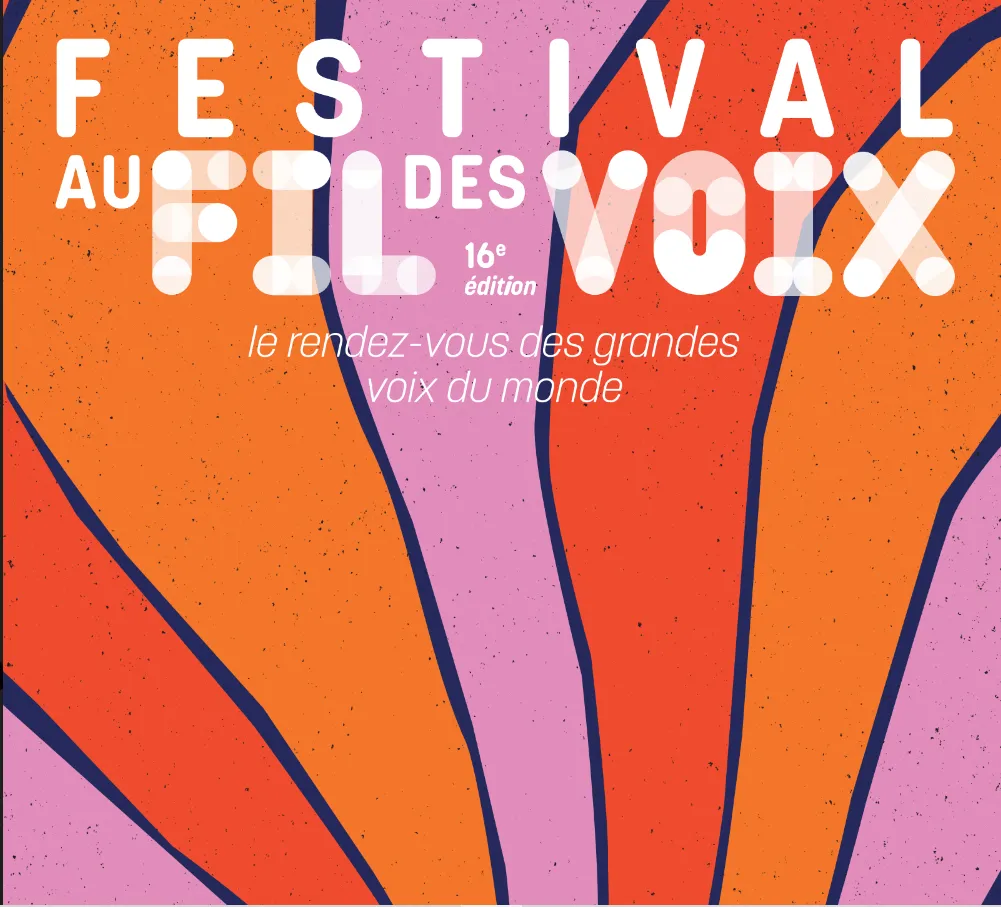 FESTIVAL
AU FIL DES VOIX
16e
édition
le rendez-vous des grandes
voix du monde